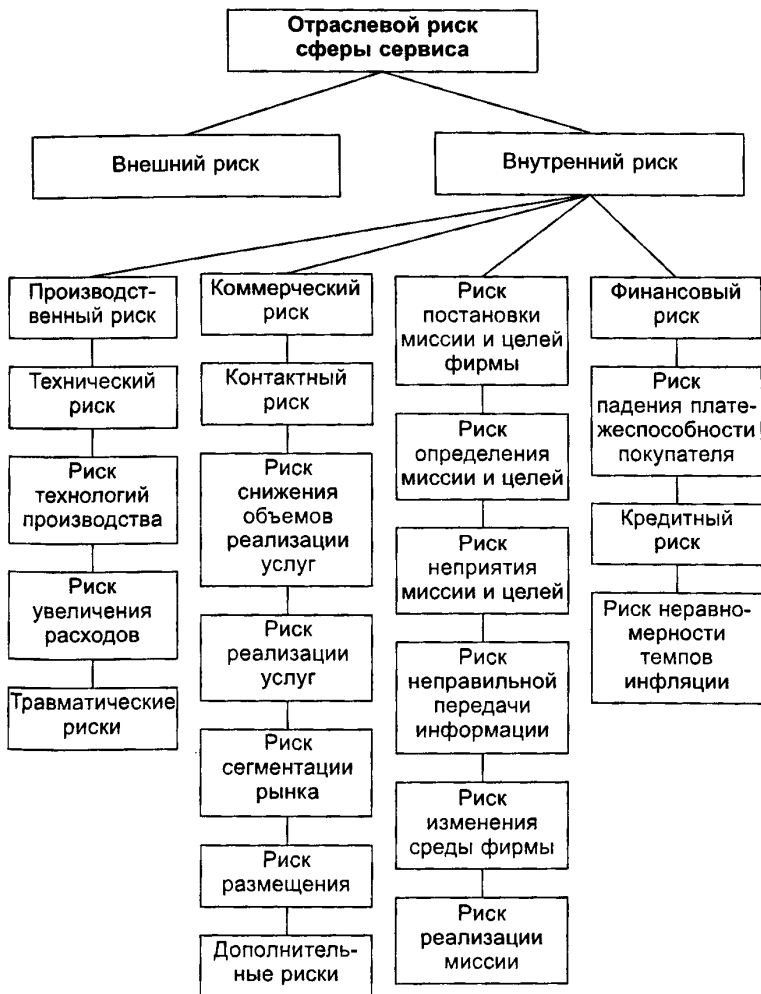 Отраслевой риск
сферы сервиса
Внешний риск
Внутренний риск
Производст-
венный риск
Технический
риск
Риск
технологий
производства
Риск
увеличения
расходов
Травматические
риски
Коммерческий
риск
Контактный
риск
Риск
снижения
объемов
реализации
услуг
Риск
реализации
услуг
Риск
сегментации
рынка
Риск
размещения
Дополнитель-
ные риски
Риск
постановки
миссии и целей
фирмы
Риск
определения
миссии и целей
Риск
неприятия
миссии и целей
Риск
неправильной
передачи
информации
Риск
изменения
среды фирмы
Риск
реализации
миссии
Финансовый
риск
Риск
падения плате-
жеспособности
покупателя
Кредитный
риск
Риск неравно-
мерности
темпов
инфляции